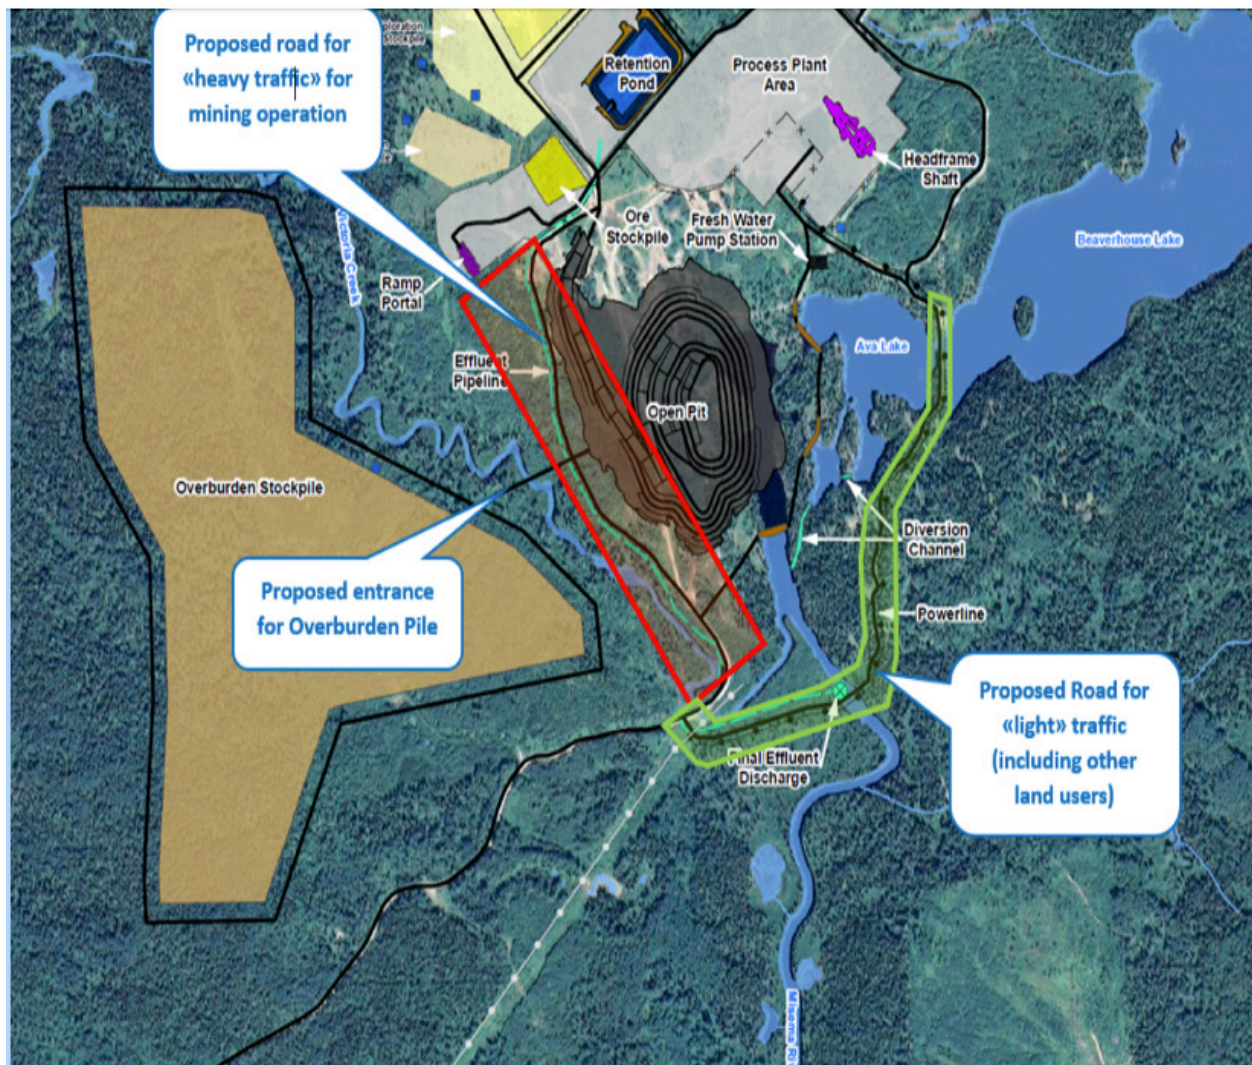 Proposed road for
«heavy traffic» for
mining operation
Stockpile
Retention
Pond
Process Plant
Area
Headframe
Shaft
Ore
Stockpile
Fresh Water
Pump Station
Beaverhouse Lake
Victoria Creek
Ramp
Portal
Ava Lake
Effluent
Pipeline
Open Pit
Overburden Stockpile
Diversion
Channel
Proposed entrance
for Overburden Pile
Powerline
Proposed Road for
«light» traffic
(including other
land users)
Final Effluent
Discharge
Misema